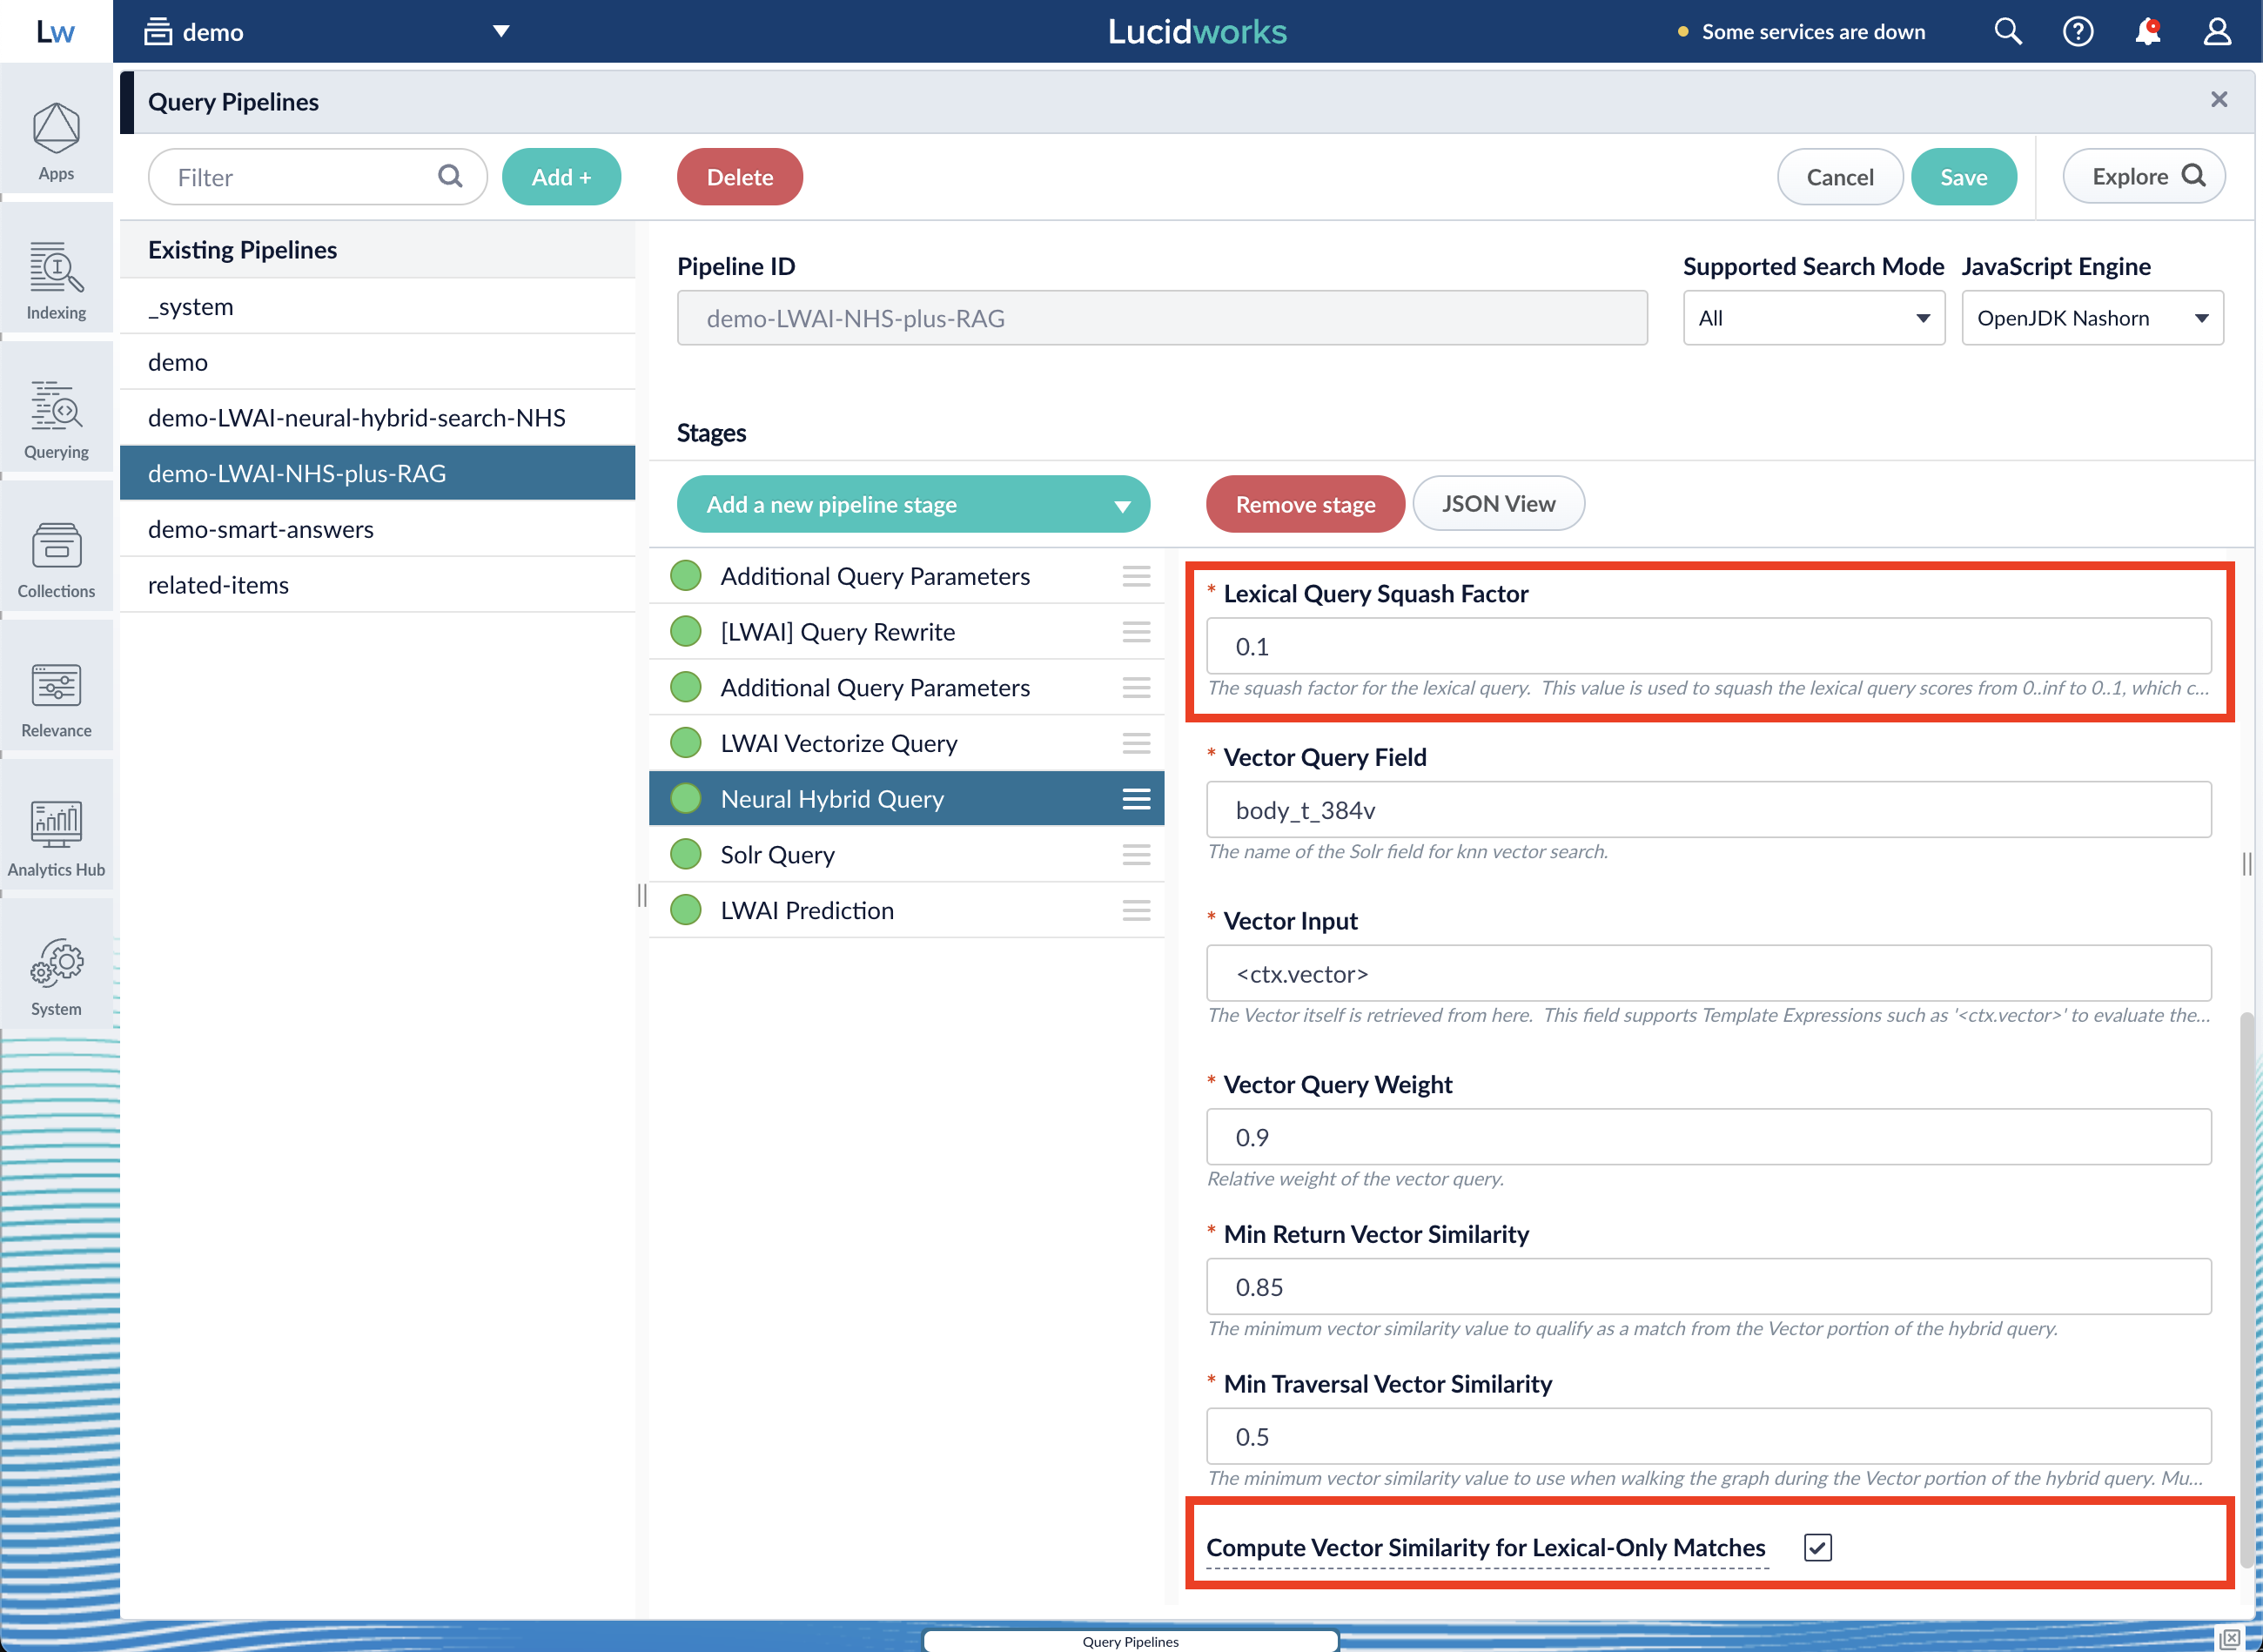 Lw
demo
Lucidworks
Some services are down
Query Pipelines
Apps
Indexing
Querying
Collections
Relevance
Analytics Hub
System
Filter
Add +
Delete
Cancel
Save
Explore
Existing Pipelines
_system
demo
demo-LWAI-neural-hybrid-search-NHS
demo-LWAI-NHS-plus-RAG
demo-smart-answers
related-items
Pipeline ID
demo-LWAI-NHS-plus-RAG
Supported Search Mode
All
JavaScript Engine
OpenJDK Nashorn
Stages
Add a new pipeline stage
Remove stage
JSON View
Additional Query Parameters
[LWAI] Query Rewrite
Additional Query Parameters
LWAI Vectorize Query
Neural Hybrid Query
Solr Query
LWAI Prediction
* Lexical Query Squash Factor
0.1
The squash factor for the lexical query. This value is used to squash the lexical query scores from 0..inf to 0..1, which c...
* Vector Query Field
body_t_384v
The name of the Solr field for knn vector search.
* Vector Input
<ctx.vector>
The Vector itself is retrieved from here. This field supports Template Expressions such as '<ctx.vector>' to evaluate the...
* Vector Query Weight
0.9
Relative weight of the vector query.
* Min Return Vector Similarity
0.85
The minimum vector similarity value to qualify as a match from the Vector portion of the hybrid query.
* Min Traversal Vector Similarity
0.5
The minimum vector similarity value to use when walking the graph during the Vector portion of the hybrid query. Mu...
Compute Vector Similarity for Lexical-Only Matches
Query Pipelines